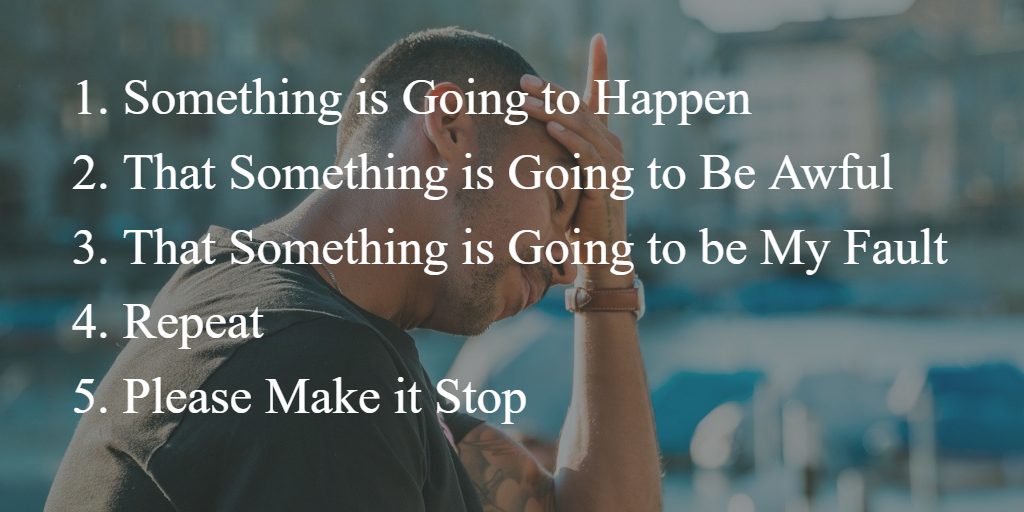 1. Something is Going to Happen
2. That Something is Going to Be Awful
3. That Something is Going to be My Fault
4. Repeat
5. Please Make it Stop